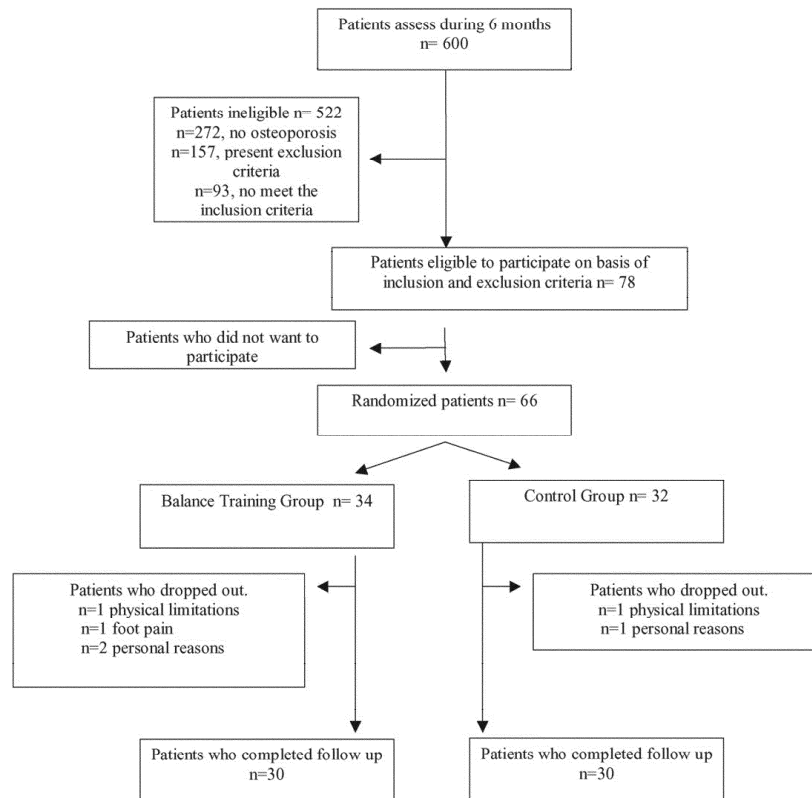 Patients assess during 6 months
n= 600
Patients ineligible n= 522
n=272, no osteoporosis
n=157, present exclusion
criteria
n=93, no meet the
inclusion criteria
Patients eligible to participate on basis of
inclusion and exclusion criteria n= 78
Patients who did not want to
participate
Randomized patients n= 66
Balance Training Group n= 34
Control Group n= 32
Patients who dropped out.
n=1 physical limitations
n=1 foot pain
n=2 personal reasons
Patients who dropped out.
n=1 physical limitations
n=1 personal reasons
Patients who completed follow up
n=30
Patients who completed follow up
n=30